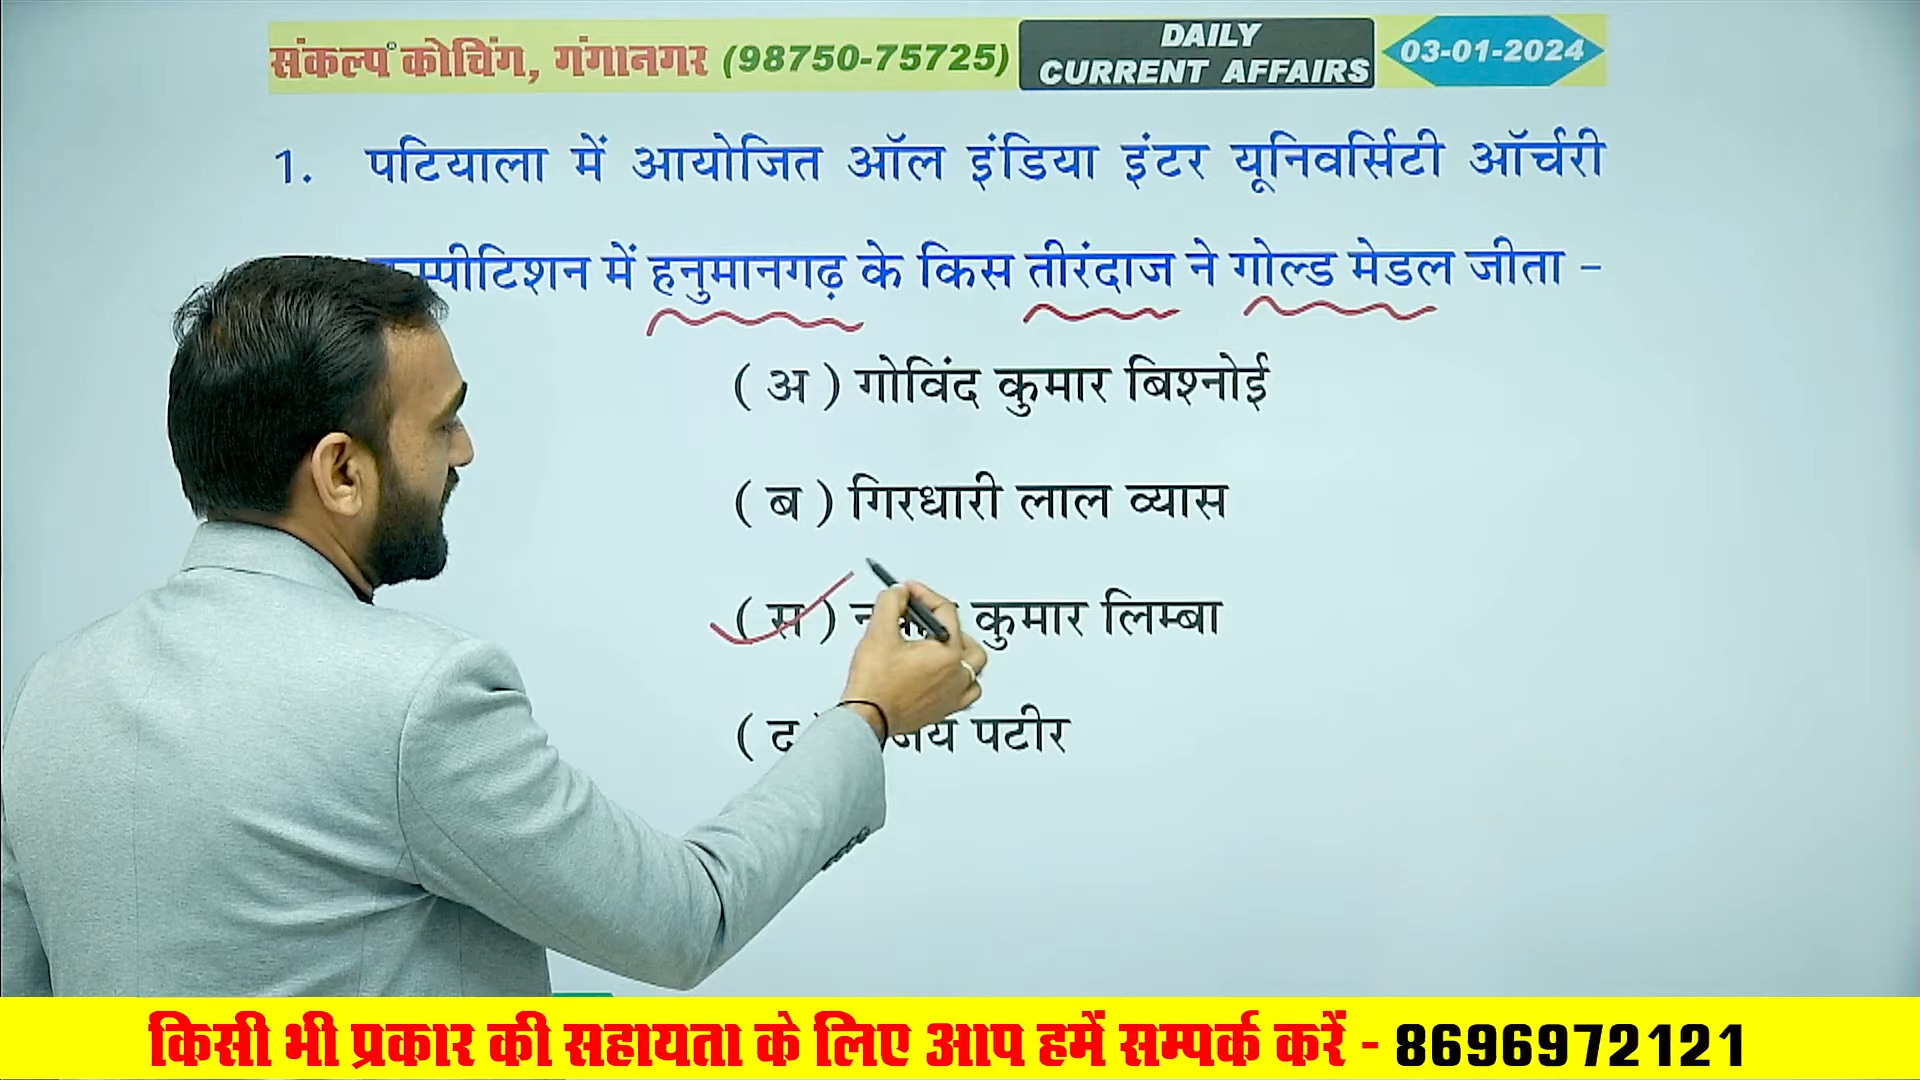 संकल्प® कोचिंग, गंगानगर (98750-75725) DAILY CURRENT AFFAIRS 03-01-2024
1. पटियाला में आयोजित ऑल इंडिया इंटर यूनिवर्सिटी ऑर्चरी
में हनुमानगढ़ के किस तीरंदाज ने गोल्ड मेडल जीता -
( अ ) गोविंद कुमार बिश्नोई
( ब ) गिरधारी लाल व्यास
( स ) कुमार लिम्बा
( द पटीर
किसी भी प्रकार की सहायता के लिए आप हमें सम्पर्क करें - 8696972121